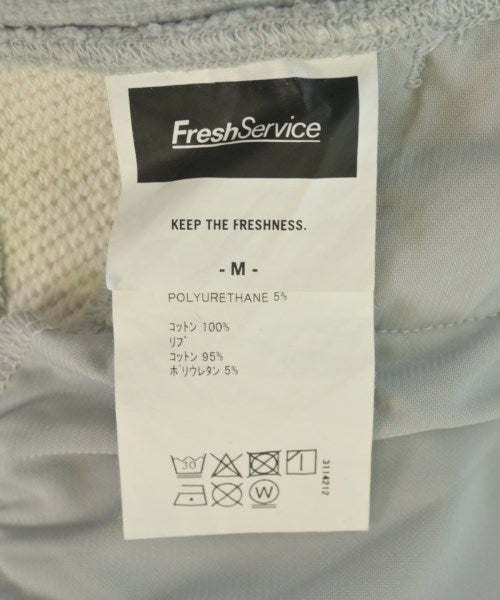 FreshService
KEEP THE FRESHNESS.
- M -
POLYURETHANE 5%
コットン 100%
リブ
コットン 95%
ポリウレタン 5%
30
W
3114212